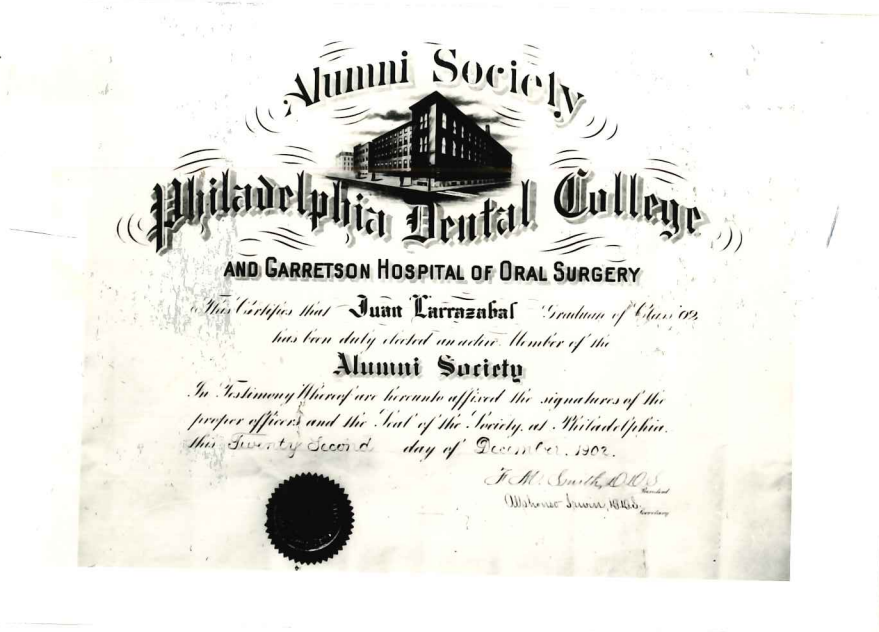 Alumni Society
Philadelphia Dental College
AND GARRETSON HOSPITAL OF ORAL SURGERY
This Certifies that Juan Larrazabal Graduate of Class '02,
has been duly elected an active Member of the
Alumni Society
In Testimony Whereof are hereunto affixed the signatures of the
proper officers and the Seal of the Society, at Philadelphia.
this Twenty Second day of December, 1902.
F. M. Smith, D.D.S.
President
Alphonso Irwin, D.D.S.
Secretary